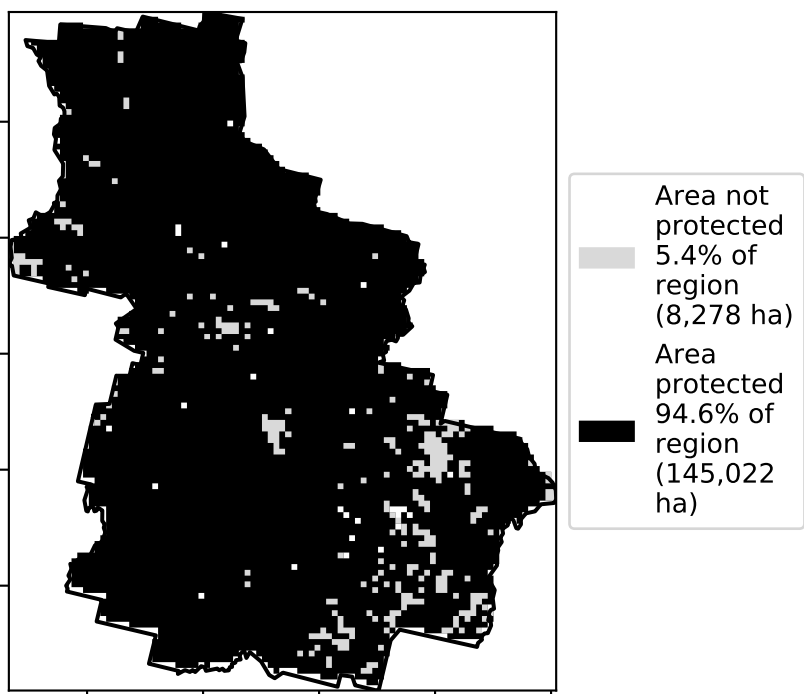 Area not
protected
5.4% of
region
(8,278 ha)
Area
protected
94.6% of
region
(145,022
ha)